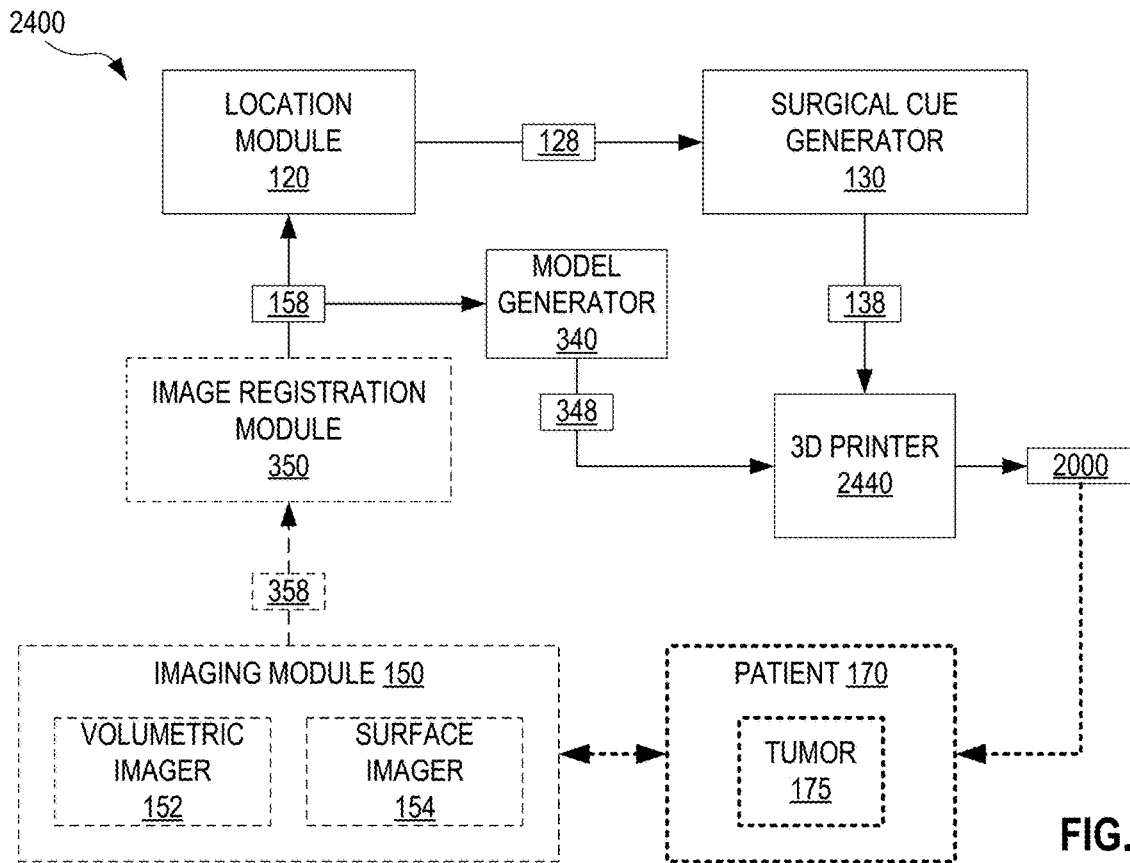 2400
LOCATION
MODULE
120
128
SURGICAL CUE
GENERATOR
130
158
MODEL
GENERATOR
340
138
IMAGE REGISTRATION
MODULE
350
348
3D PRINTER
2440
2000
358
IMAGING MODULE 150
VOLUMETRIC
IMAGER
152
SURFACE
IMAGER
154
PATIENT 170
TUMOR
175
FIG.